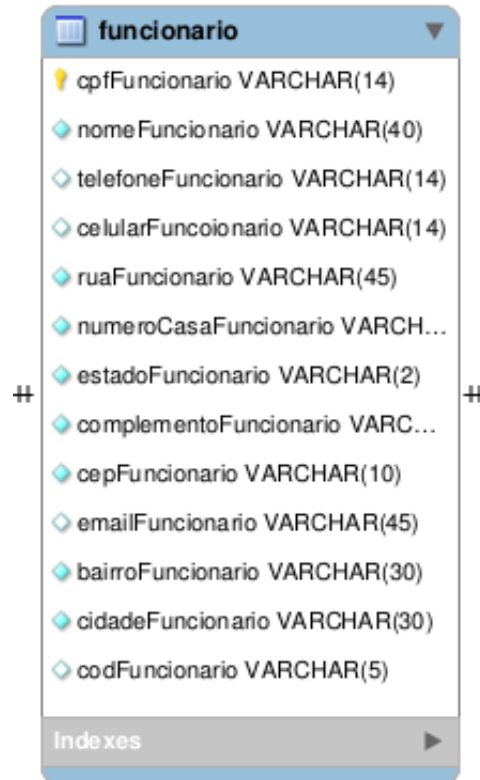 funcionario
cpfFuncionario VARCHAR(14)
nomeFuncionario VARCHAR(40)
telefoneFuncionario VARCHAR(14)
celularFuncoionario VARCHAR(14)
ruaFuncionario VARCHAR(45)
numeroCasaFuncionario VARCH...
estadoFuncionario VARCHAR(2)
complementoFuncionario VARC...
cepFuncionario VARCHAR(10)
emailFuncionario VARCHAR(45)
bairroFuncionario VARCHAR(30)
cidadeFuncionario VARCHAR(30)
codFuncionario VARCHAR(5)
Indexes